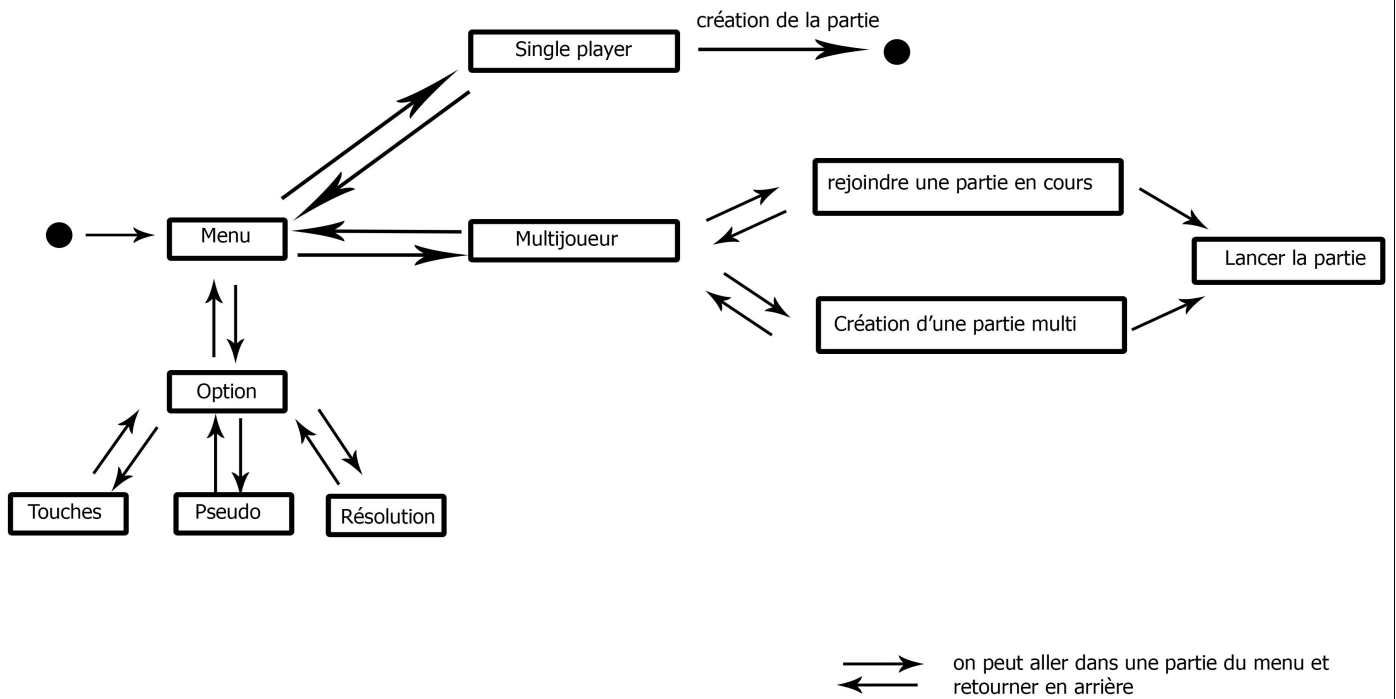 création de la partie
Single player
rejoindre une partie en cours
Menu
Multijoueur
Lancer la partie
Création d'une partie multi
Option
Touches
Pseudo
Résolution
on peut aller dans une partie du menu et
retourner en arrière